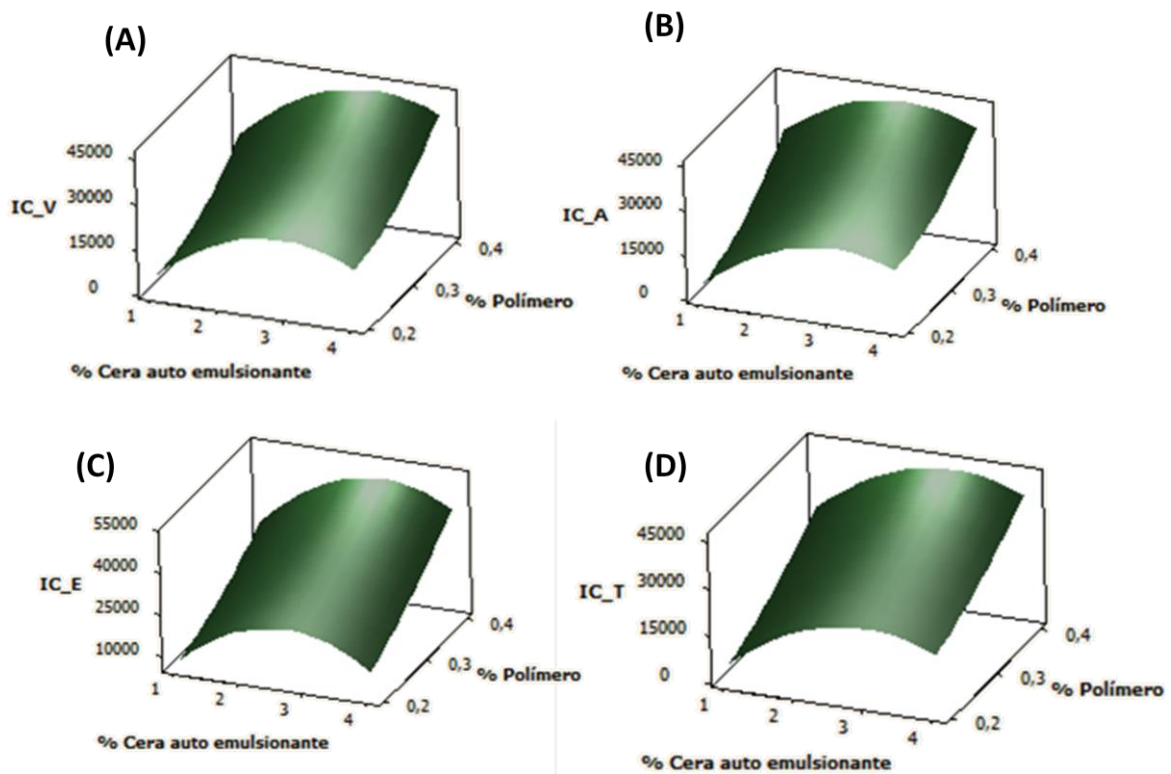 (A)
45000
30000
15000
0
IC_V
1
2
3
4
0,2
0,3
0,4
% Polímero
% Cera auto emulsionante
(B)
45000
30000
15000
0
IC_A
1
2
3
4
0,2
0,3
0,4
% Polímero
% Cera auto emulsionante
(C)
55000
40000
25000
10000
IC_E
1
2
3
4
0,2
0,3
0,4
% Polímero
% Cera auto emulsionante
(D)
45000
30000
15000
0
IC_T
1
2
3
4
0,2
0,3
0,4
% Polímero
% Cera auto emulsionante